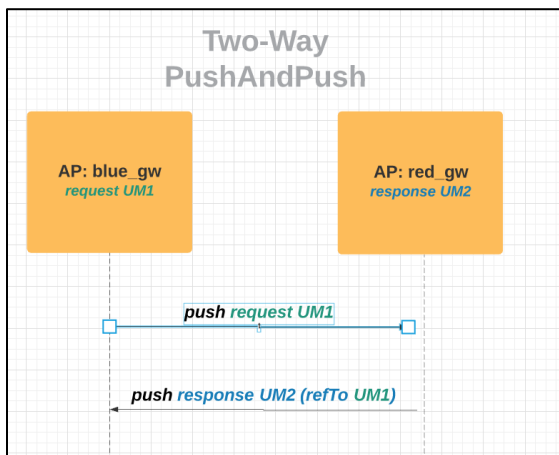 Two-Way
PushAndPush
AP: blue_gw
request UM1
AP: red_gw
response UM2
push request UM1
push response UM2 (refTo UM1)